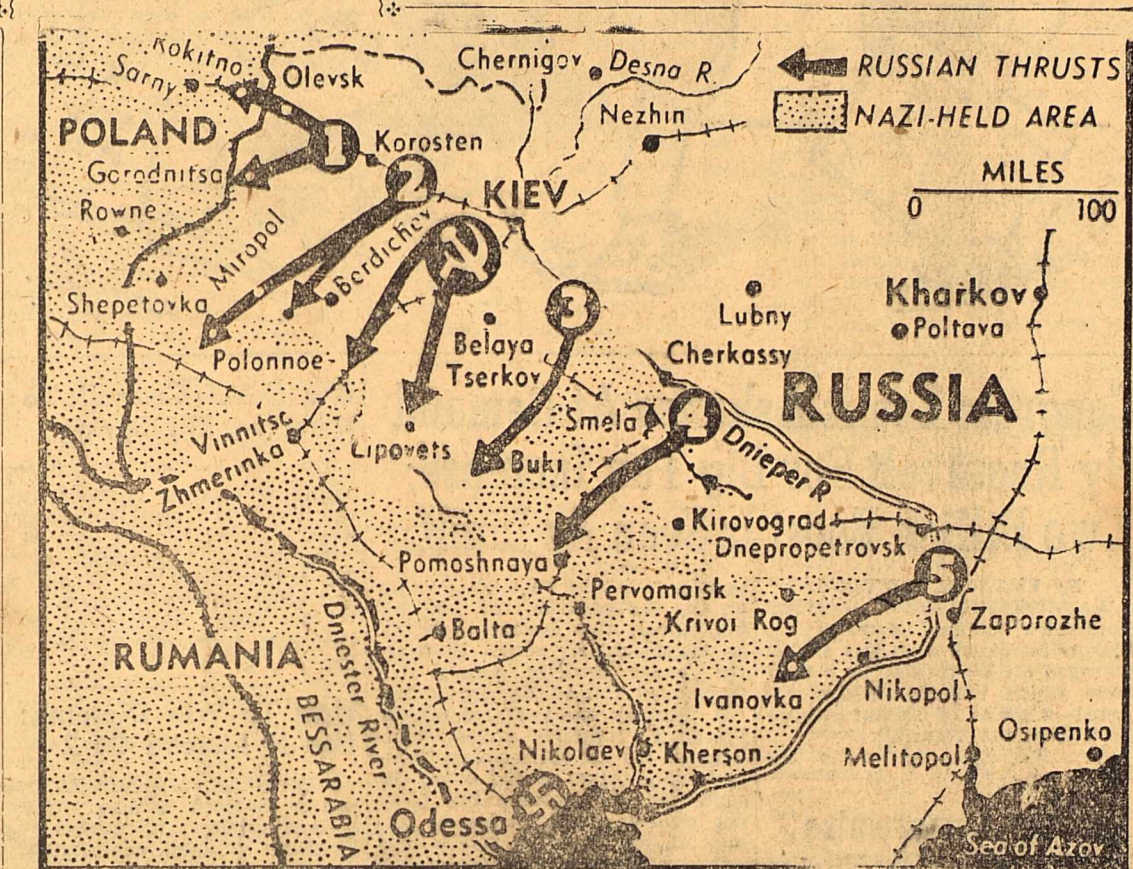 Rokitno
Sarny
Olevsk
Chernigov
Desna R.
RUSSIAN THRUSTS
NAZI-HELD AREA
POLAND
1
Korosten
Nezhin
MILES
0 100
Gorodnitsa
2
KIEV
Rowne
Miropol
Berdichev
3
Kharkov
Shepetovka
Lubny
Poltava
Polonnoe
Belaya
Tserkov
Cherkassy
RUSSIA
Vinnitsa
Zhmerinka
Lipovets
Buki
Smela
4
Dnieper R
Kirovograd
Dnepropetrovsk
Pomoshnaya
5
Pervomaisk
Krivoi Rog
Zaporozhe
Balta
RUMANIA
Dniester River
BESSARABIA
Ivanovka
Nikopol
Osipenko
Nikolaev
Kherson
Melitopol
Odessa
Sea of Azov